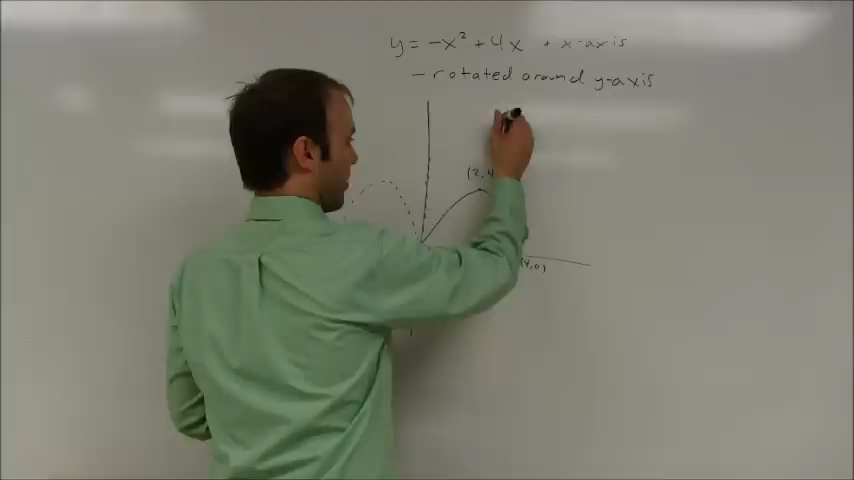 y = -x² + 4x + x-axis
- rotated around y-axis
(2,4
(4,0)